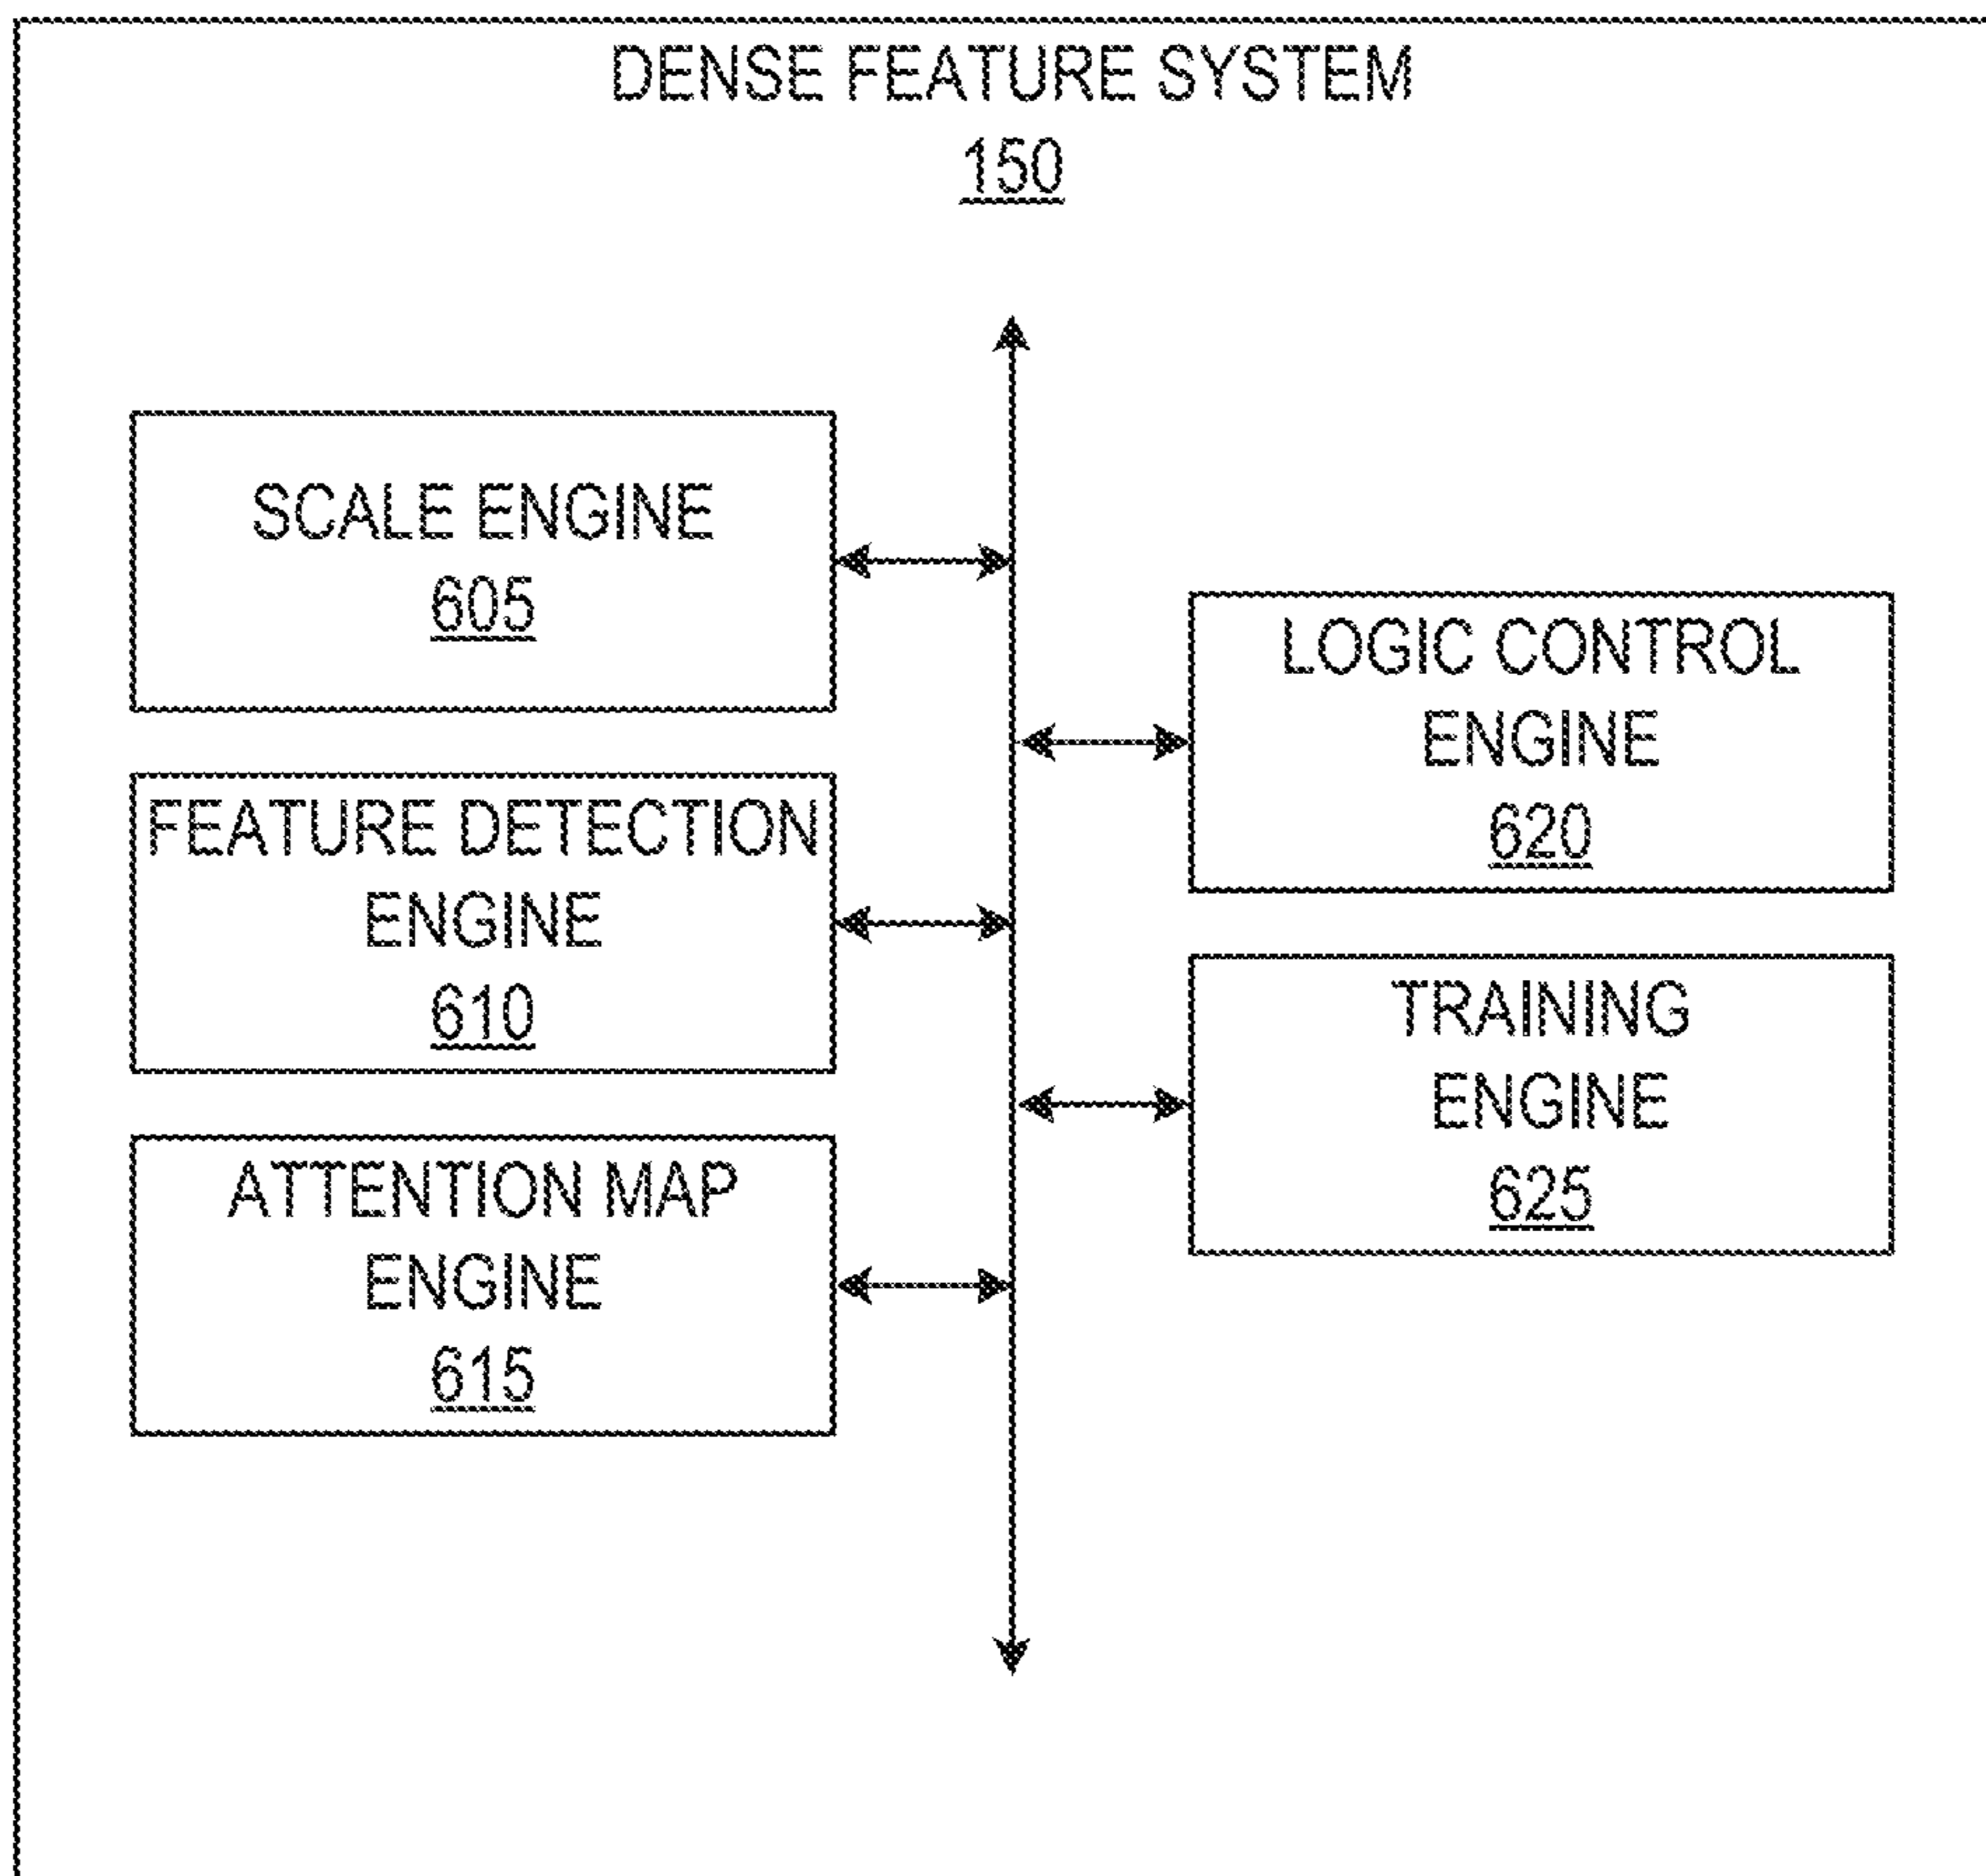 DENSE FEATURE SYSTEM
150
SCALE ENGINE
605
FEATURE DETECTION
ENGINE
610
ATTENTION MAP
ENGINE
615
LOGIC CONTROL
ENGINE
620
TRAINING
ENGINE
625